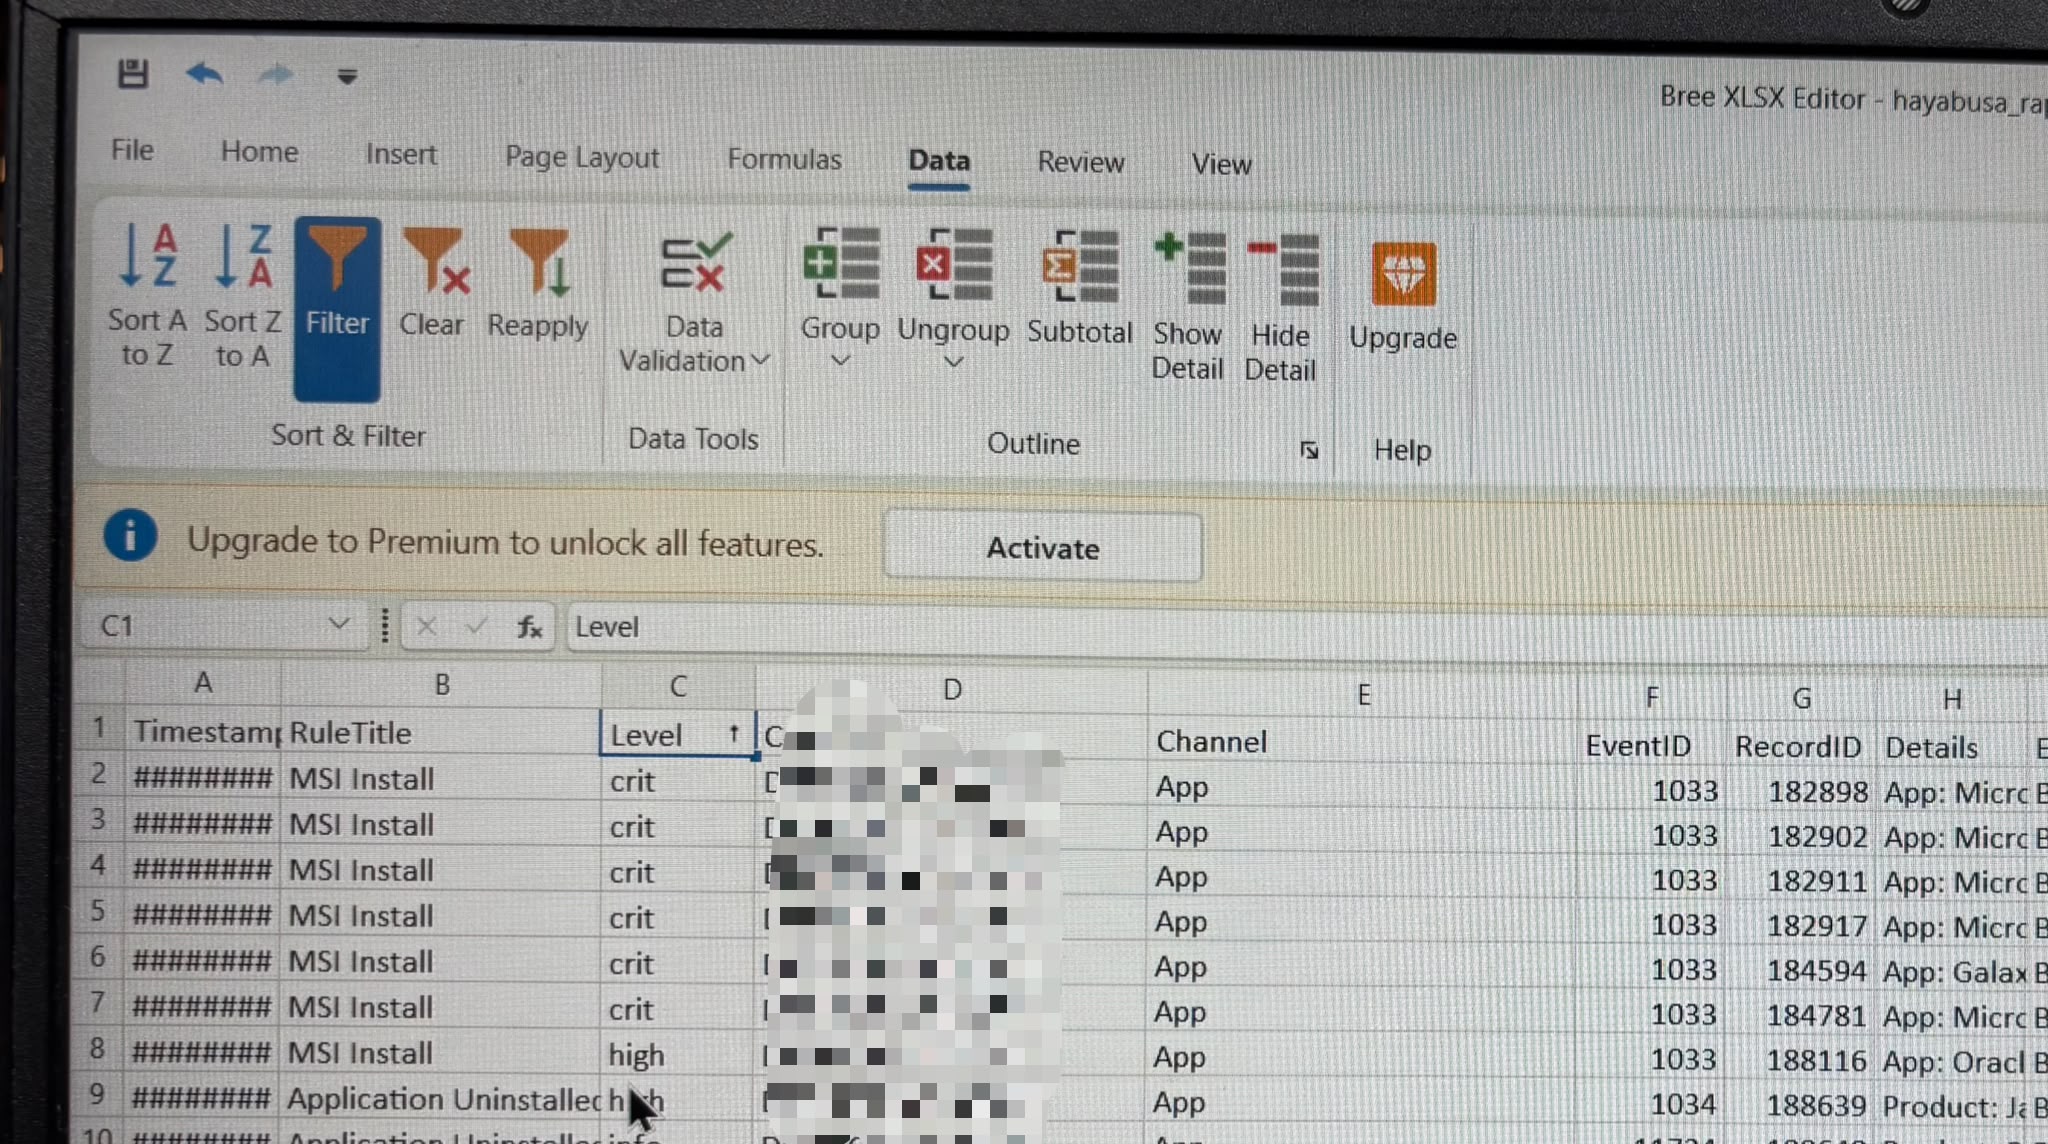 Bree XLSX Editor - hayabusa_ra
File Home Insert Page Layout Formulas Data Review View
Sort A to Z
Sort Z to A
Filter
Clear
Reapply
Data Validation
Group
Ungroup
Subtotal
Show Detail
Hide Detail
Upgrade
Sort & Filter
Data Tools
Outline
Help
Upgrade to Premium to unlock all features.
Activate
C1 fx Level
A B C D E F G H
1 Timestamp RuleTitle Level C Channel EventID RecordID Details
2 ######## MSI Install crit App 1033 182898 App: Micro B
3 ######## MSI Install crit App 1033 182902 App: Micro B
4 ######## MSI Install crit App 1033 182911 App: Micro B
5 ######## MSI Install crit App 1033 182917 App: Micro B
6 ######## MSI Install crit App 1033 184594 App: Galax B
7 ######## MSI Install crit App 1033 184781 App: Micro B
8 ######## MSI Install high App 1033 188116 App: Oracl B
9 ######## Application Uninstalled high App 1034 188639 Product: Ja B
10